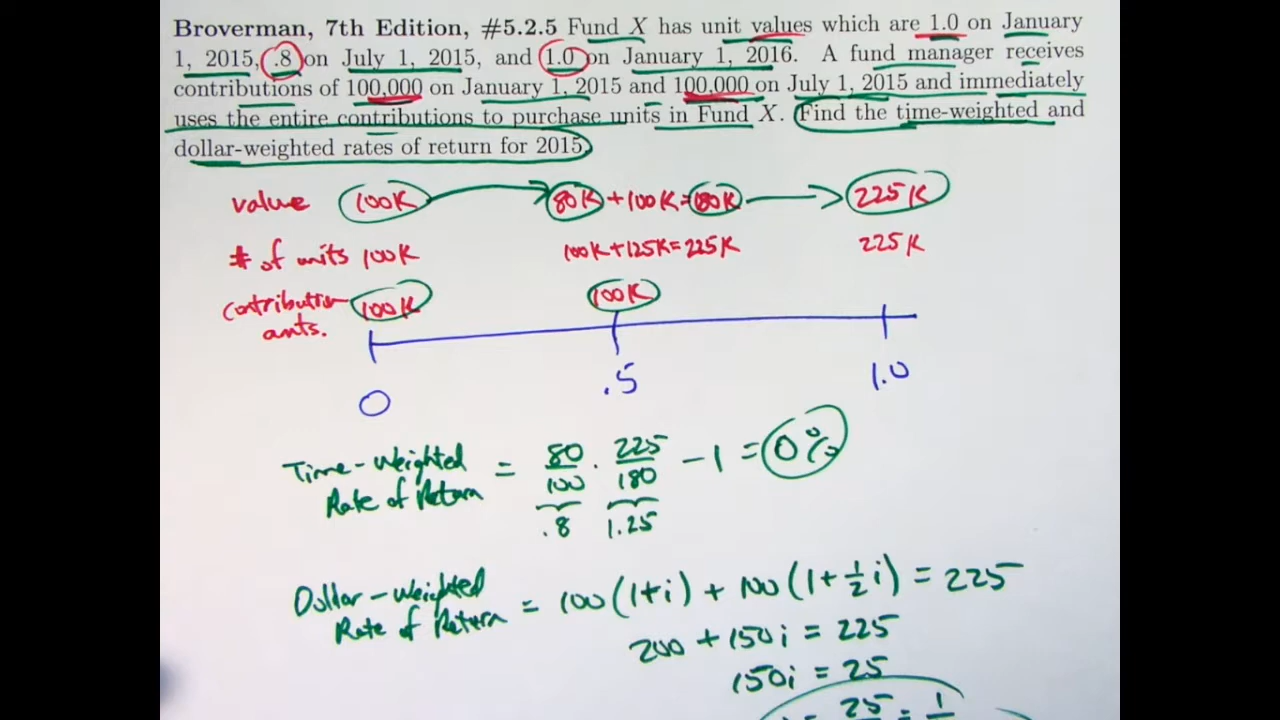 Broverman, 7th Edition, #5.2.5 Fund X has unit values which are 1.0 on January
1, 2015, .8 on July 1, 2015, and 1.0 on January 1, 2016. A fund manager receives
contributions of 100,000 on January 1, 2015 and 100,000 on July 1, 2015 and immediately
uses the entire contributions to purchase units in Fund X. Find the time-weighted and
dollar-weighted rates of return for 2015.
value 100K 80K + 100K = 180K 225K
# of units 100K 100K + 125K = 225K 225K
contribution 100K 100K
amts.
0 .5 1.0
Time-Weighted Rate of Return = 80/100 · 225/180 - 1 = 0%
.8 1.25
Dollar-Weighted Rate of Return = 100(1+i) + 100(1+½i) = 225
200 + 150i = 225
150i = 25
25 = 1